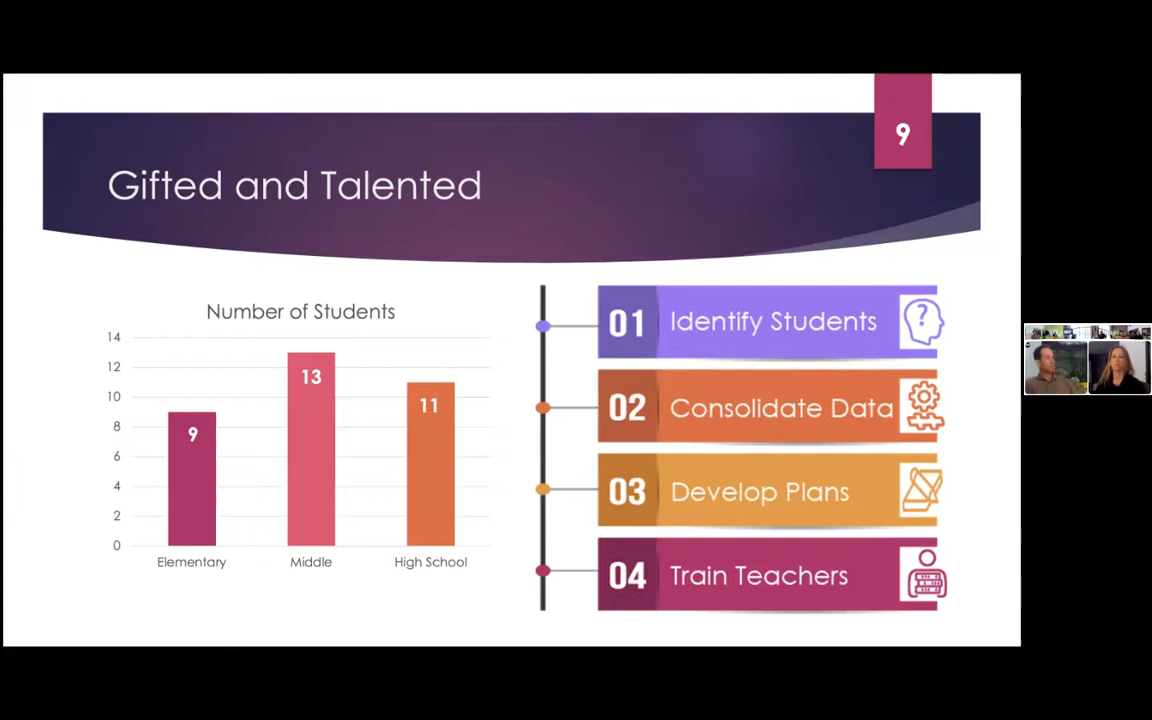 9
Gifted and Talented
Number of Students
14
12
10
8
6
4
2
0
9
13
11
Elementary
Middle
High School
01 Identify Students
?
02 Consolidate Data
03 Develop Plans
04 Train Teachers